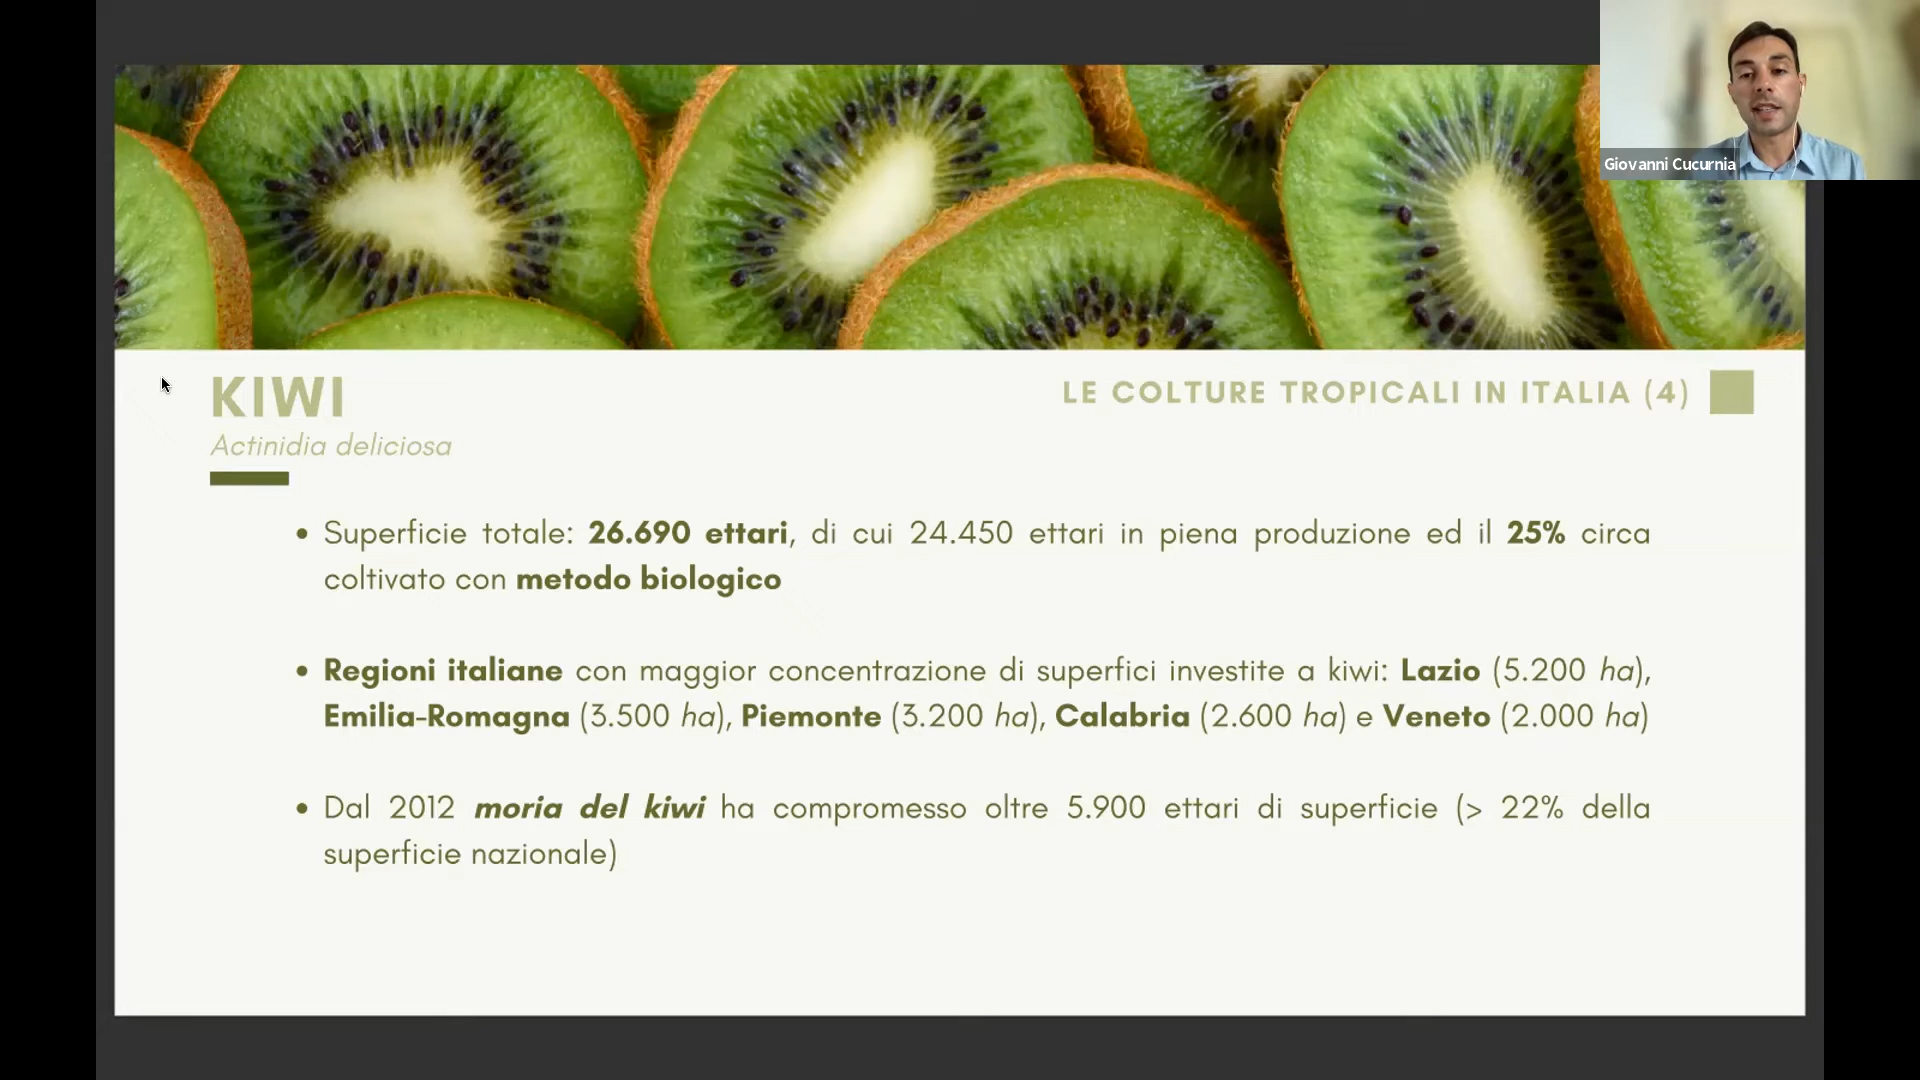 Giovanni Cucurnia
KIWI
LE COLTURE TROPICALI IN ITALIA (4)
Actinidia deliciosa
• Superficie totale: 26.690 ettari, di cui 24.450 ettari in piena produzione ed il 25% circa
coltivato con metodo biologico
• Regioni italiane con maggior concentrazione di superfici investite a kiwi: Lazio (5.200 ha),
Emilia-Romagna (3.500 ha), Piemonte (3.200 ha), Calabria (2.600 ha) e Veneto (2.000 ha)
• Dal 2012 moria del kiwi ha compromesso oltre 5.900 ettari di superficie (> 22% della
superficie nazionale)